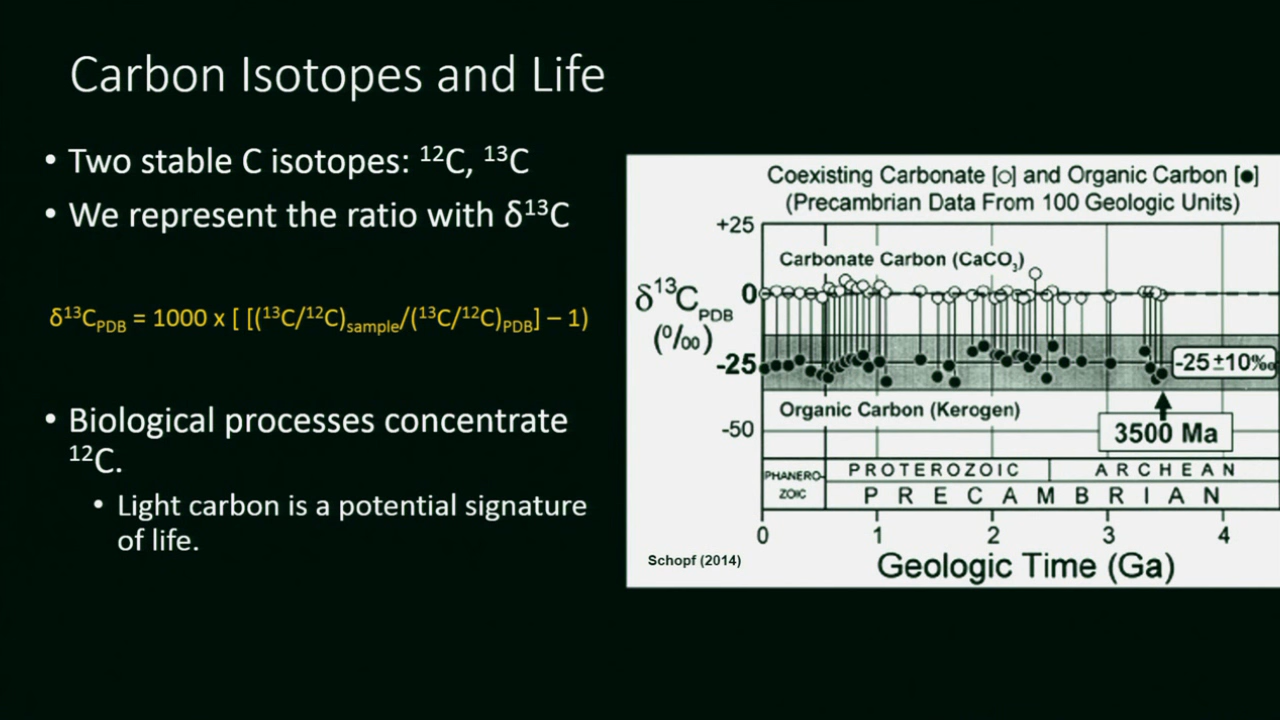 Carbon Isotopes and Life
• Two stable C isotopes: ¹²C, ¹³C
• We represent the ratio with δ¹³C
δ¹³C_PDB = 1000 x [ [(¹³C/¹²C)_sample/(¹³C/¹²C)_PDB] – 1)
• Biological processes concentrate
¹²C.
• Light carbon is a potential signature
of life.
Coexisting Carbonate [○] and Organic Carbon [●]
(Precambrian Data From 100 Geologic Units)
+25
Carbonate Carbon (CaCO₃)
δ¹³C_PDB
(‰)
0
-25
-25±10‰
Organic Carbon (Kerogen)
-50
3500 Ma
PHANERO-
ZOIC
PROTEROZOIC
ARCHEAN
PRECAMBRIAN
0 1 2 3 4
Schopf (2014)
Geologic Time (Ga)